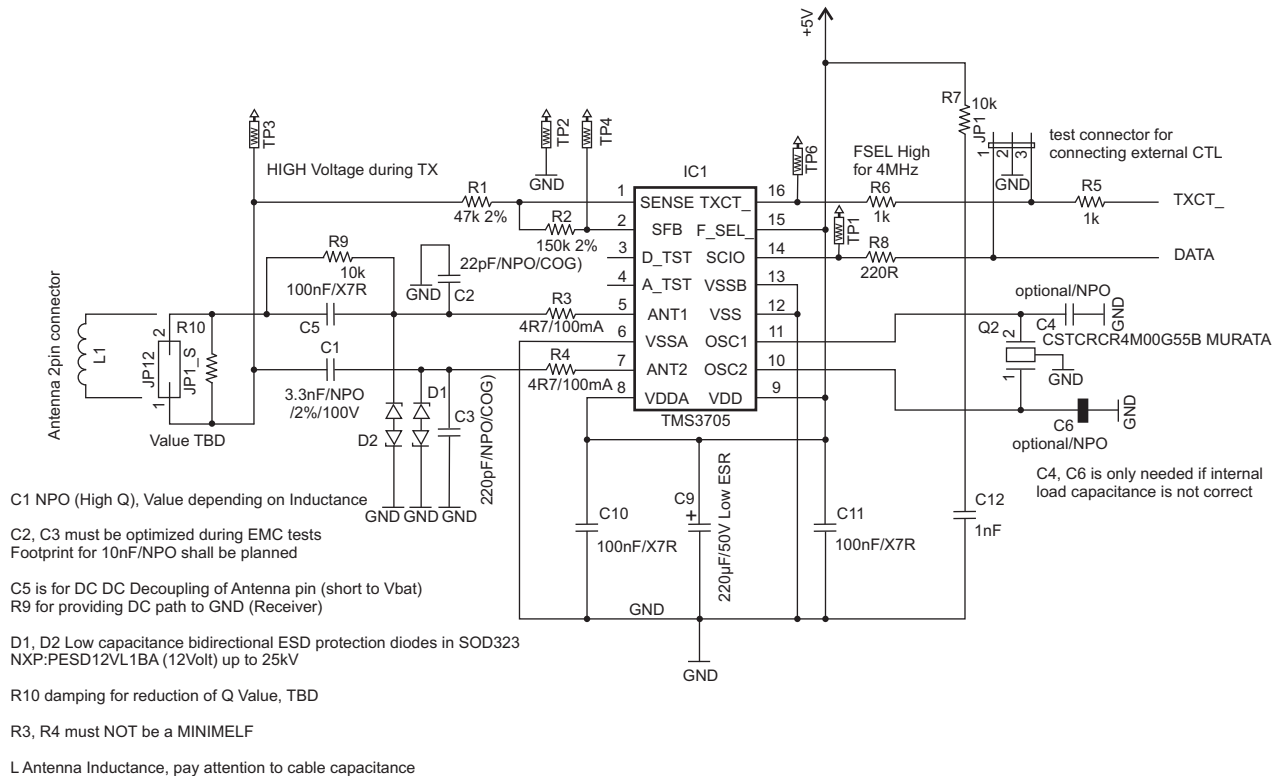 +5V
R7
10k
JP1
1
2
3
test connector for
connecting external CTL
TP3
TP2
TP4
TP6
HIGH Voltage during TX
GND
IC1
FSEL High
for 4MHz
GND
R1
47k 2%
1
SENSE
TXCT_
16
R6
1k
R5
1k
TXCT_
R2
150k 2%
2
SFB
F_SEL_
15
TP1
R9
10k
22pF/NPO/COG)
3
D_TST
SCIO
14
R8
220R
DATA
100nF/X7R
C5
GND
C2
4
A_TST
VSSB
13
optional/NPO
Antenna 2pin connector
L1
JP12
2
1
JP1_S
R10
R3
4R7/100mA
5
ANT1
VSS
12
C4
GND
CSTCRCR4M00G55B MURATA
C1
3.3nF/NPO
/2%/100V
6
VSSA
OSC1
11
Q2
2
1
GND
R4
4R7/100mA
7
ANT2
OSC2
10
D1
D2
C3
220pF/NPO/COG)
8
VDDA
VDD
9
TMS3705
C6
GND
optional/NPO
Value TBD
C4, C6 is only needed if internal
load capacitance is not correct
GND GND GND
C10
100nF/X7R
C9
+
220µF/50V Low ESR
C11
100nF/X7R
C12
1nF
GND
GND
C1 NPO (High Q), Value depending on Inductance
C2, C3 must be optimized during EMC tests
Footprint for 10nF/NPO shall be planned
C5 is for DC DC Decoupling of Antenna pin (short to Vbat)
R9 for providing DC path to GND (Receiver)
D1, D2 Low capacitance bidirectional ESD protection diodes in SOD323
NXP:PESD12VL1BA (12Volt) up to 25kV
R10 damping for reduction of Q Value, TBD
R3, R4 must NOT be a MINIMELF
L Antenna Inductance, pay attention to cable capacitance